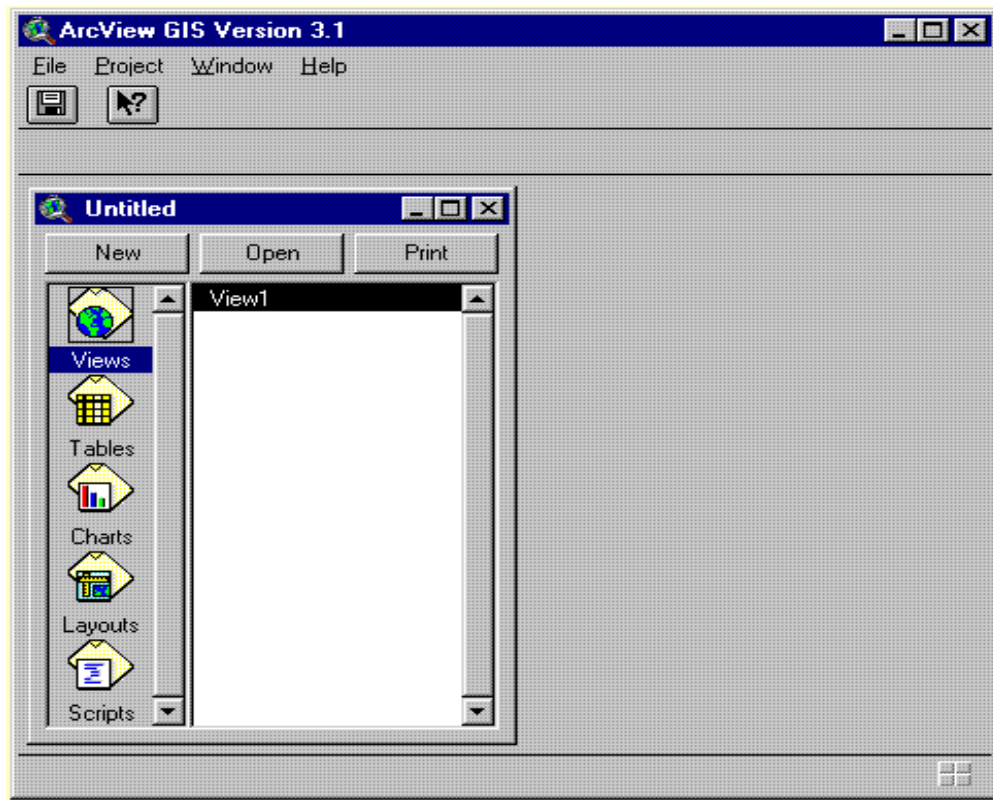 ArcView GIS Version 3.1
File Project Window Help
?
Untitled
New Open Print
View1
Views
Tables
Charts
Layouts
Scripts